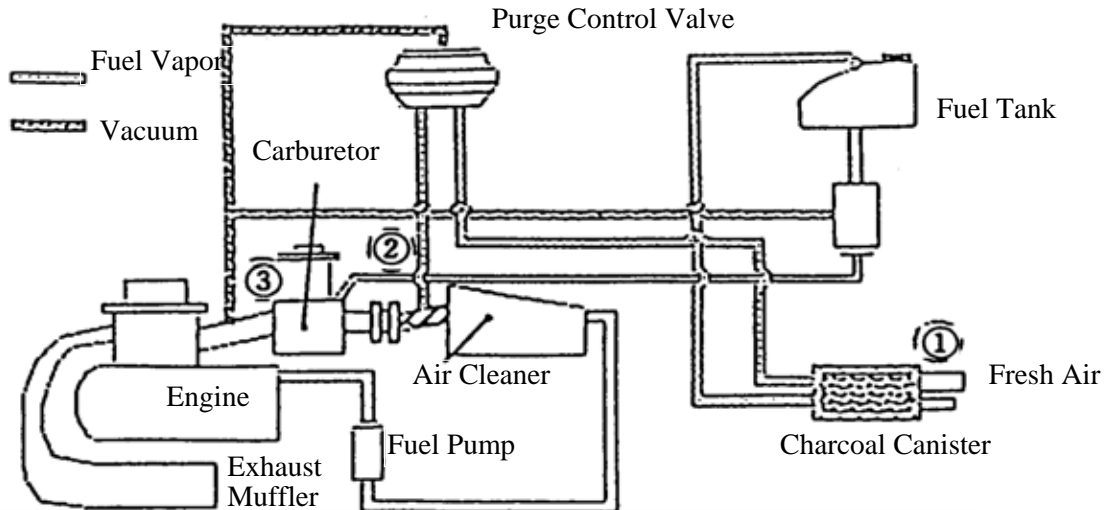 Purge Control Valve
Fuel Vapor
Vacuum
Carburetor
Fuel Tank
②
③
①
Air Cleaner
Fresh Air
Engine
Fuel Pump
Charcoal Canister
Exhaust
Muffler